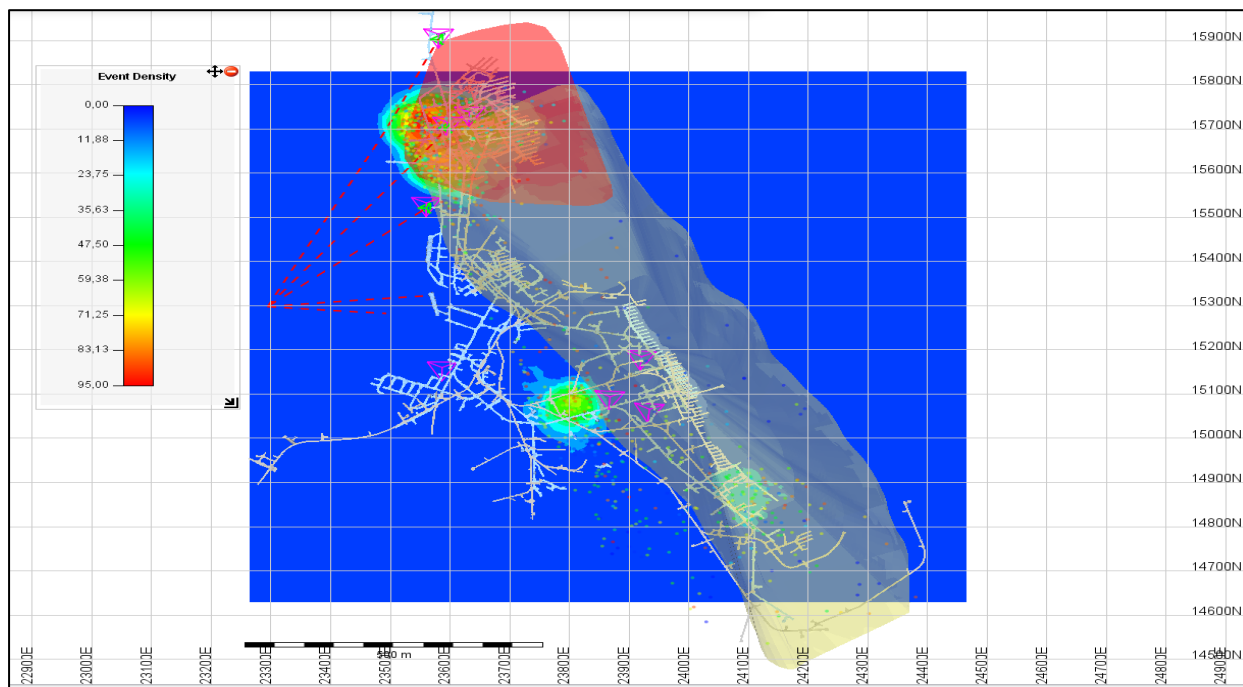 Event Density
0,00
11,88
23,75
35,63
47,50
59,38
71,25
83,13
95,00
15900N
15800N
15700N
15600N
15500N
15400N
15300N
15200N
15100N
15000N
14900N
14800N
14700N
14600N
14500N
500 m
22900E
23000E
23100E
23200E
23300E
23400E
23500E
23600E
23700E
23800E
23900E
24000E
24100E
24200E
24300E
24400E
24500E
24600E
24700E
24800E
24900E